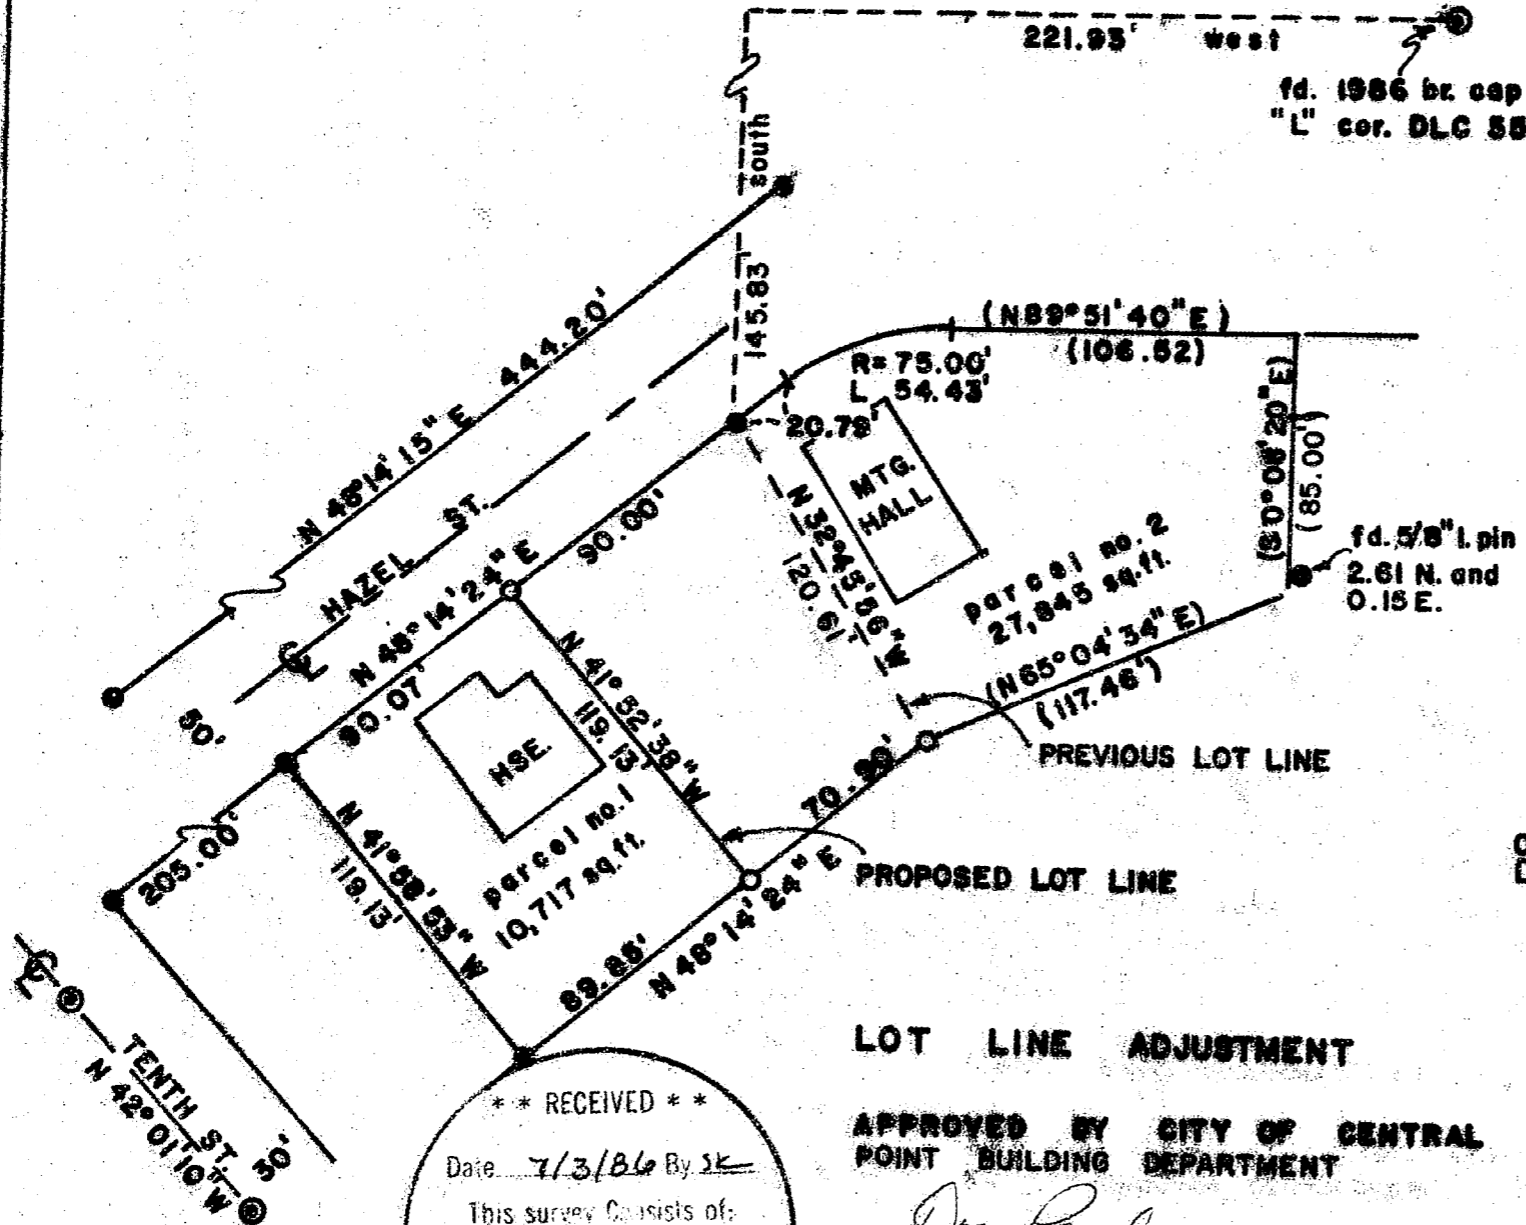 221.93' west
fd. 1986 br. cap
"L" cor. DLC 55
south
145.83'
N 48°14'15" E 444.20'
(N89°51'40"E)
(106.52)
R= 75.00'
L 54.43'
20.79'
MTG.
HALL
(S0°08'20"E)
(85.00')
fd. 5/8" I. pin
2.61 N. and
0.15 E.
HAZEL ST.
50'
90.00'
N 48°14'24" E
90.07'
N 32°45'56" W
120.61'
parcel no. 2
27,845 sq.ft.
(N65°04'34"E)
(117.46')
PREVIOUS LOT LINE
N 41°52'38" W
119.13'
HSE.
parcel no. 1
10,717 sq.ft.
N 41°58'53" W
119.13'
205.00'
70.90'
PROPOSED LOT LINE
89.85'
N 48°14'24" E
TENTH ST.
N 42°01'10" W
30'
LOT LINE ADJUSTMENT
APPROVED BY CITY OF CENTRAL
POINT BUILDING DEPARTMENT
* * RECEIVED * *
Date 7/3/86 By SK
This survey Consists of: